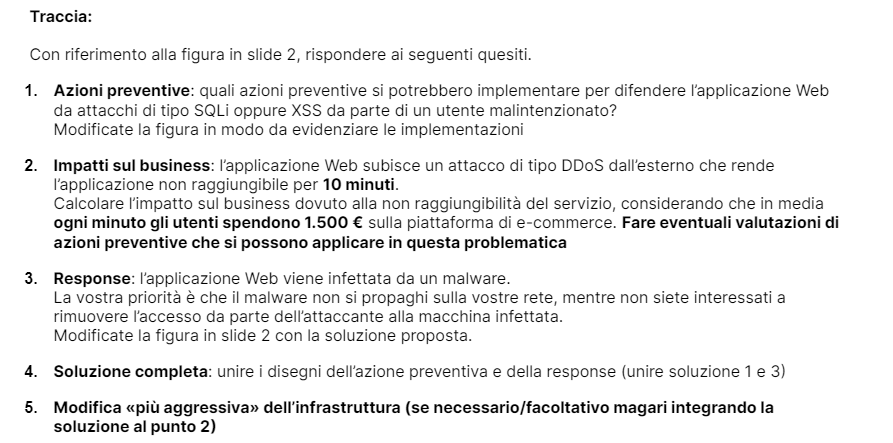 Traccia:
Con riferimento alla figura in slide 2, rispondere ai seguenti quesiti.
1. Azioni preventive: quali azioni preventive si potrebbero implementare per difendere l'applicazione Web
da attacchi di tipo SQLi oppure XSS da parte di un utente malintenzionato?
Modificate la figura in modo da evidenziare le implementazioni
2. Impatti sul business: l'applicazione Web subisce un attacco di tipo DDoS dall'esterno che rende
l'applicazione non raggiungibile per 10 minuti.
Calcolare l'impatto sul business dovuto alla non raggiungibilità del servizio, considerando che in media
ogni minuto gli utenti spendono 1.500 € sulla piattaforma di e-commerce. Fare eventuali valutazioni di
azioni preventive che si possono applicare in questa problematica
3. Response: l'applicazione Web viene infettata da un malware.
La vostra priorità è che il malware non si propaghi sulla vostre rete, mentre non siete interessati a
rimuovere l'accesso da parte dell'attaccante alla macchina infettata.
Modificate la figura in slide 2 con la soluzione proposta.
4. Soluzione completa: unire i disegni dell'azione preventiva e della response (unire soluzione 1 e 3)
5. Modifica «più aggressiva» dell'infrastruttura (se necessario/facoltativo magari integrando la
soluzione al punto 2)